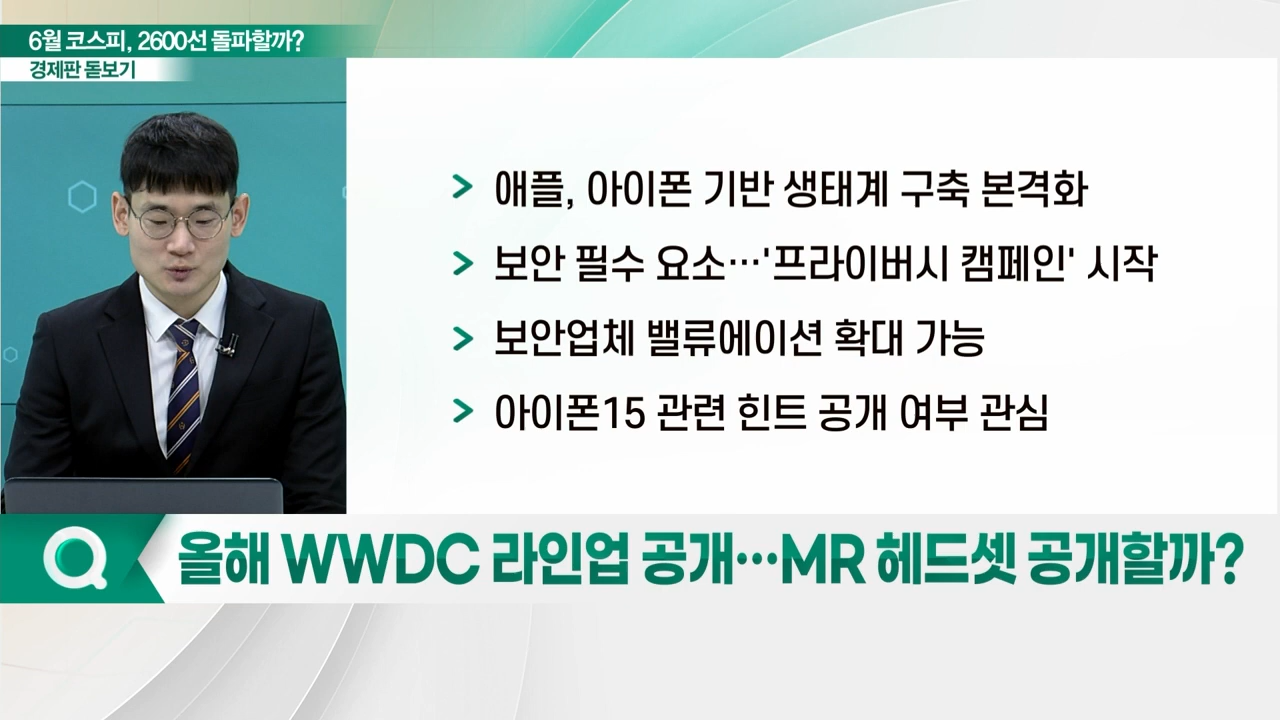 6월 코스피, 2600선 돌파할까?
경제판 돋보기
> 애플, 아이폰 기반 생태계 구축 본격화
> 보안 필수 요소…'프라이버시 캠페인' 시작
> 보안업체 밸류에이션 확대 가능
> 아이폰15 관련 힌트 공개 여부 관심
Q 올해 WWDC 라인업 공개…MR 헤드셋 공개할까?